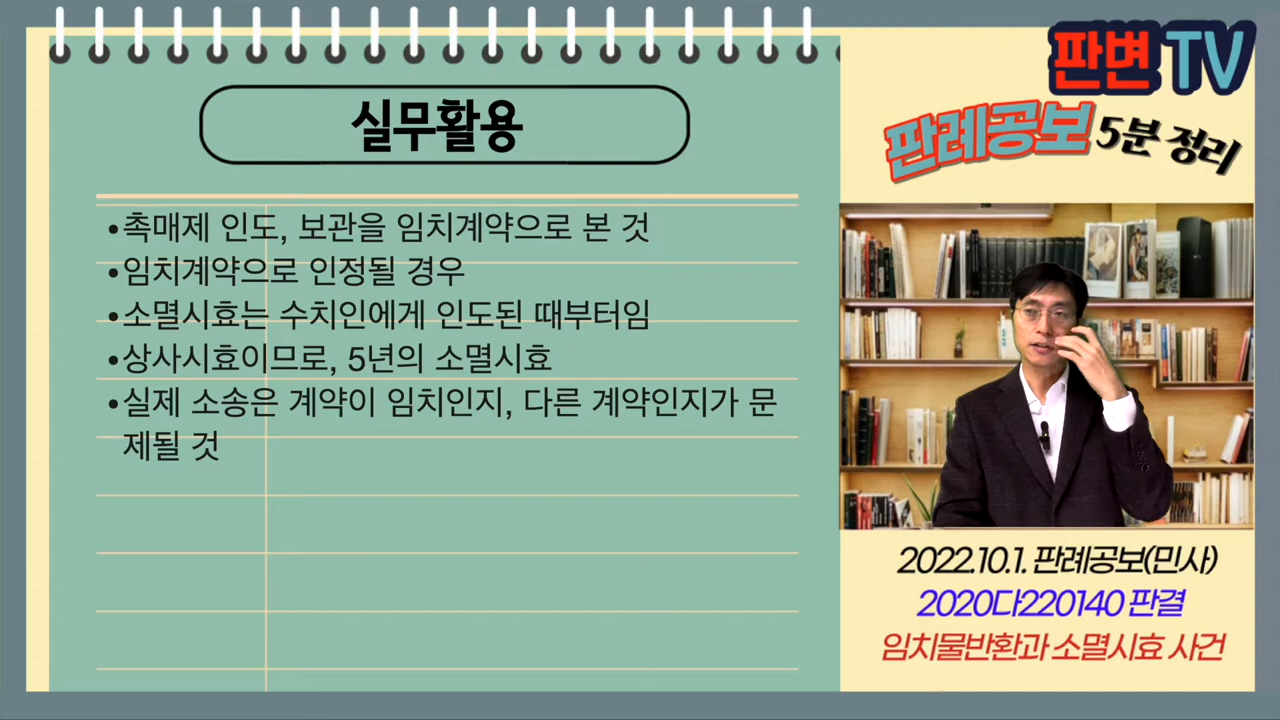 실무활용
•촉매제 인도, 보관을 임치계약으로 본 것
•임치계약으로 인정될 경우
•소멸시효는 수치인에게 인도된 때부터임
•상사시효이므로, 5년의 소멸시효
•실제 소송은 계약이 임치인지, 다른 계약인지가 문
제될 것
판변 TV
판례공보 5분 정리
2022.10.1. 판례공보(민사)
2020다220140 판결
임치물반환과 소멸시효 사건